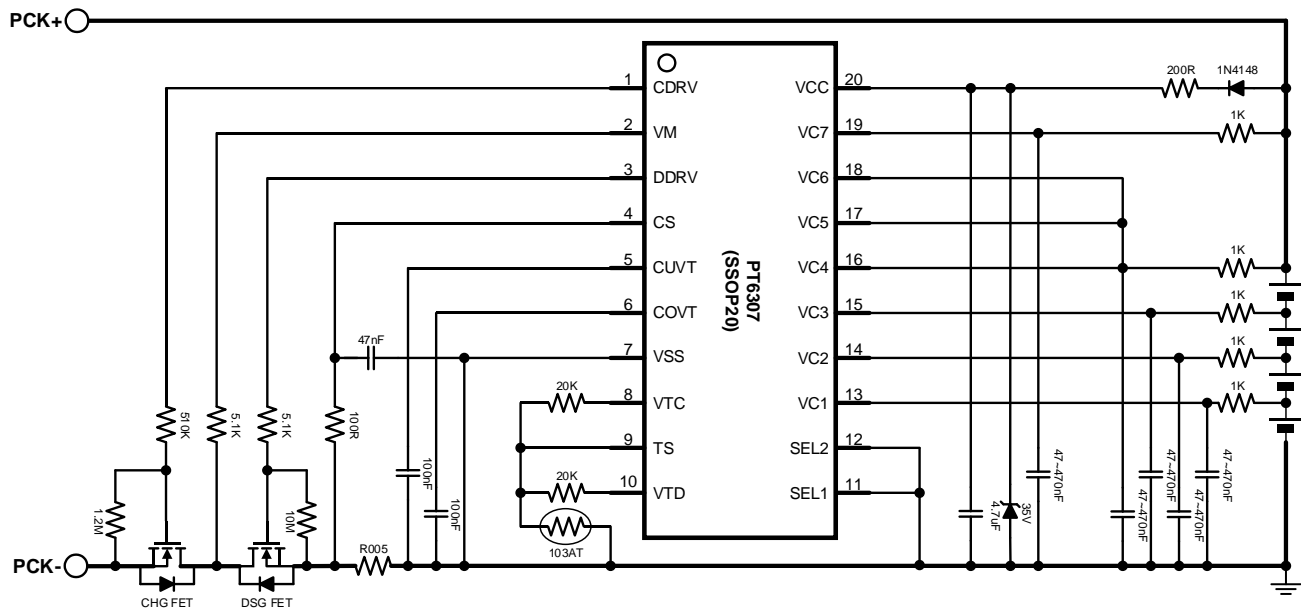 PCK+
1
CDRV
VCC
20
200R
1N4148
2
VM
VC7
19
1K
3
DDRV
VC6
18
4
CS
VC5
17
5
CUVT
VC4
16
1K
6
COVT
VC3
15
1K
PT6307
(SSOP20)
47nF
7
VSS
VC2
14
1K
20K
8
VTC
VC1
13
1K
510K
5.1K
5.1K
100R
9
TS
SEL2
12
20K
10
VTD
SEL1
11
100nF
100nF
1.2M
10M
103AT
4.7uF
35V
47~470nF
47~470nF
47~470nF
47~470nF
47~470nF
R005
PCK-
CHG FET
DSG FET